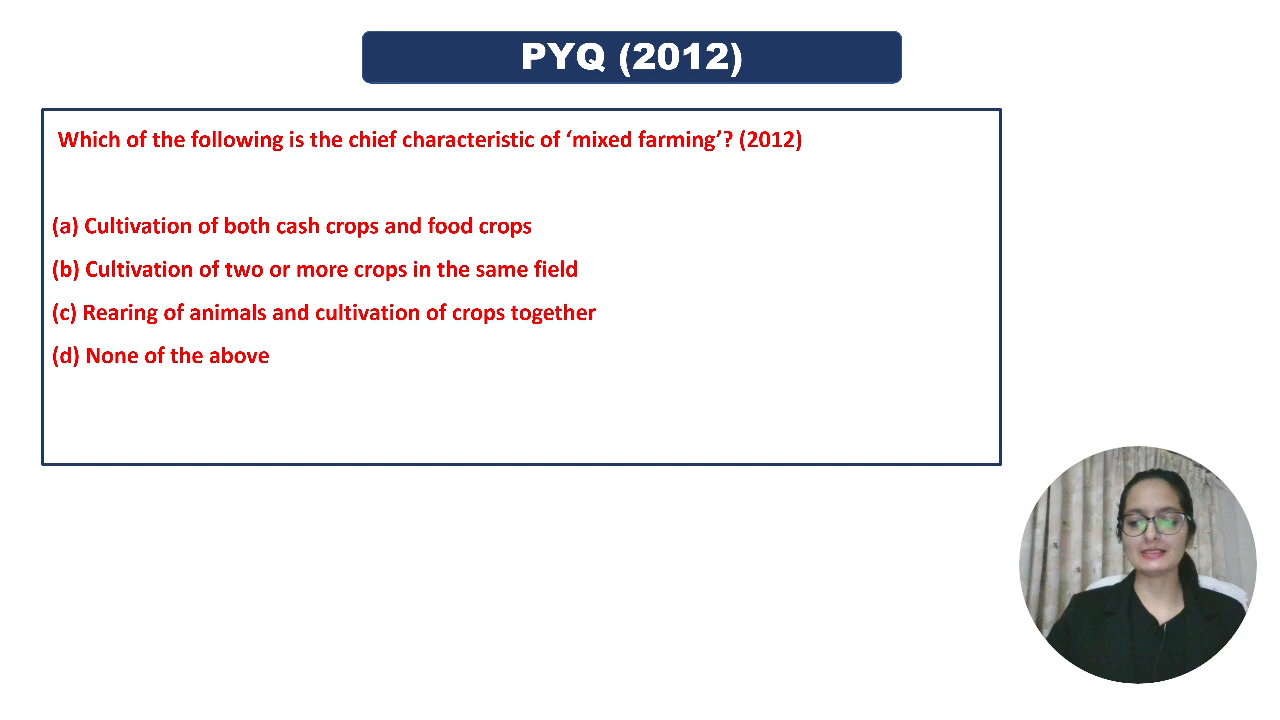 PYQ (2012)
Which of the following is the chief characteristic of ‘mixed farming’? (2012)
(a) Cultivation of both cash crops and food crops
(b) Cultivation of two or more crops in the same field
(c) Rearing of animals and cultivation of crops together
(d) None of the above